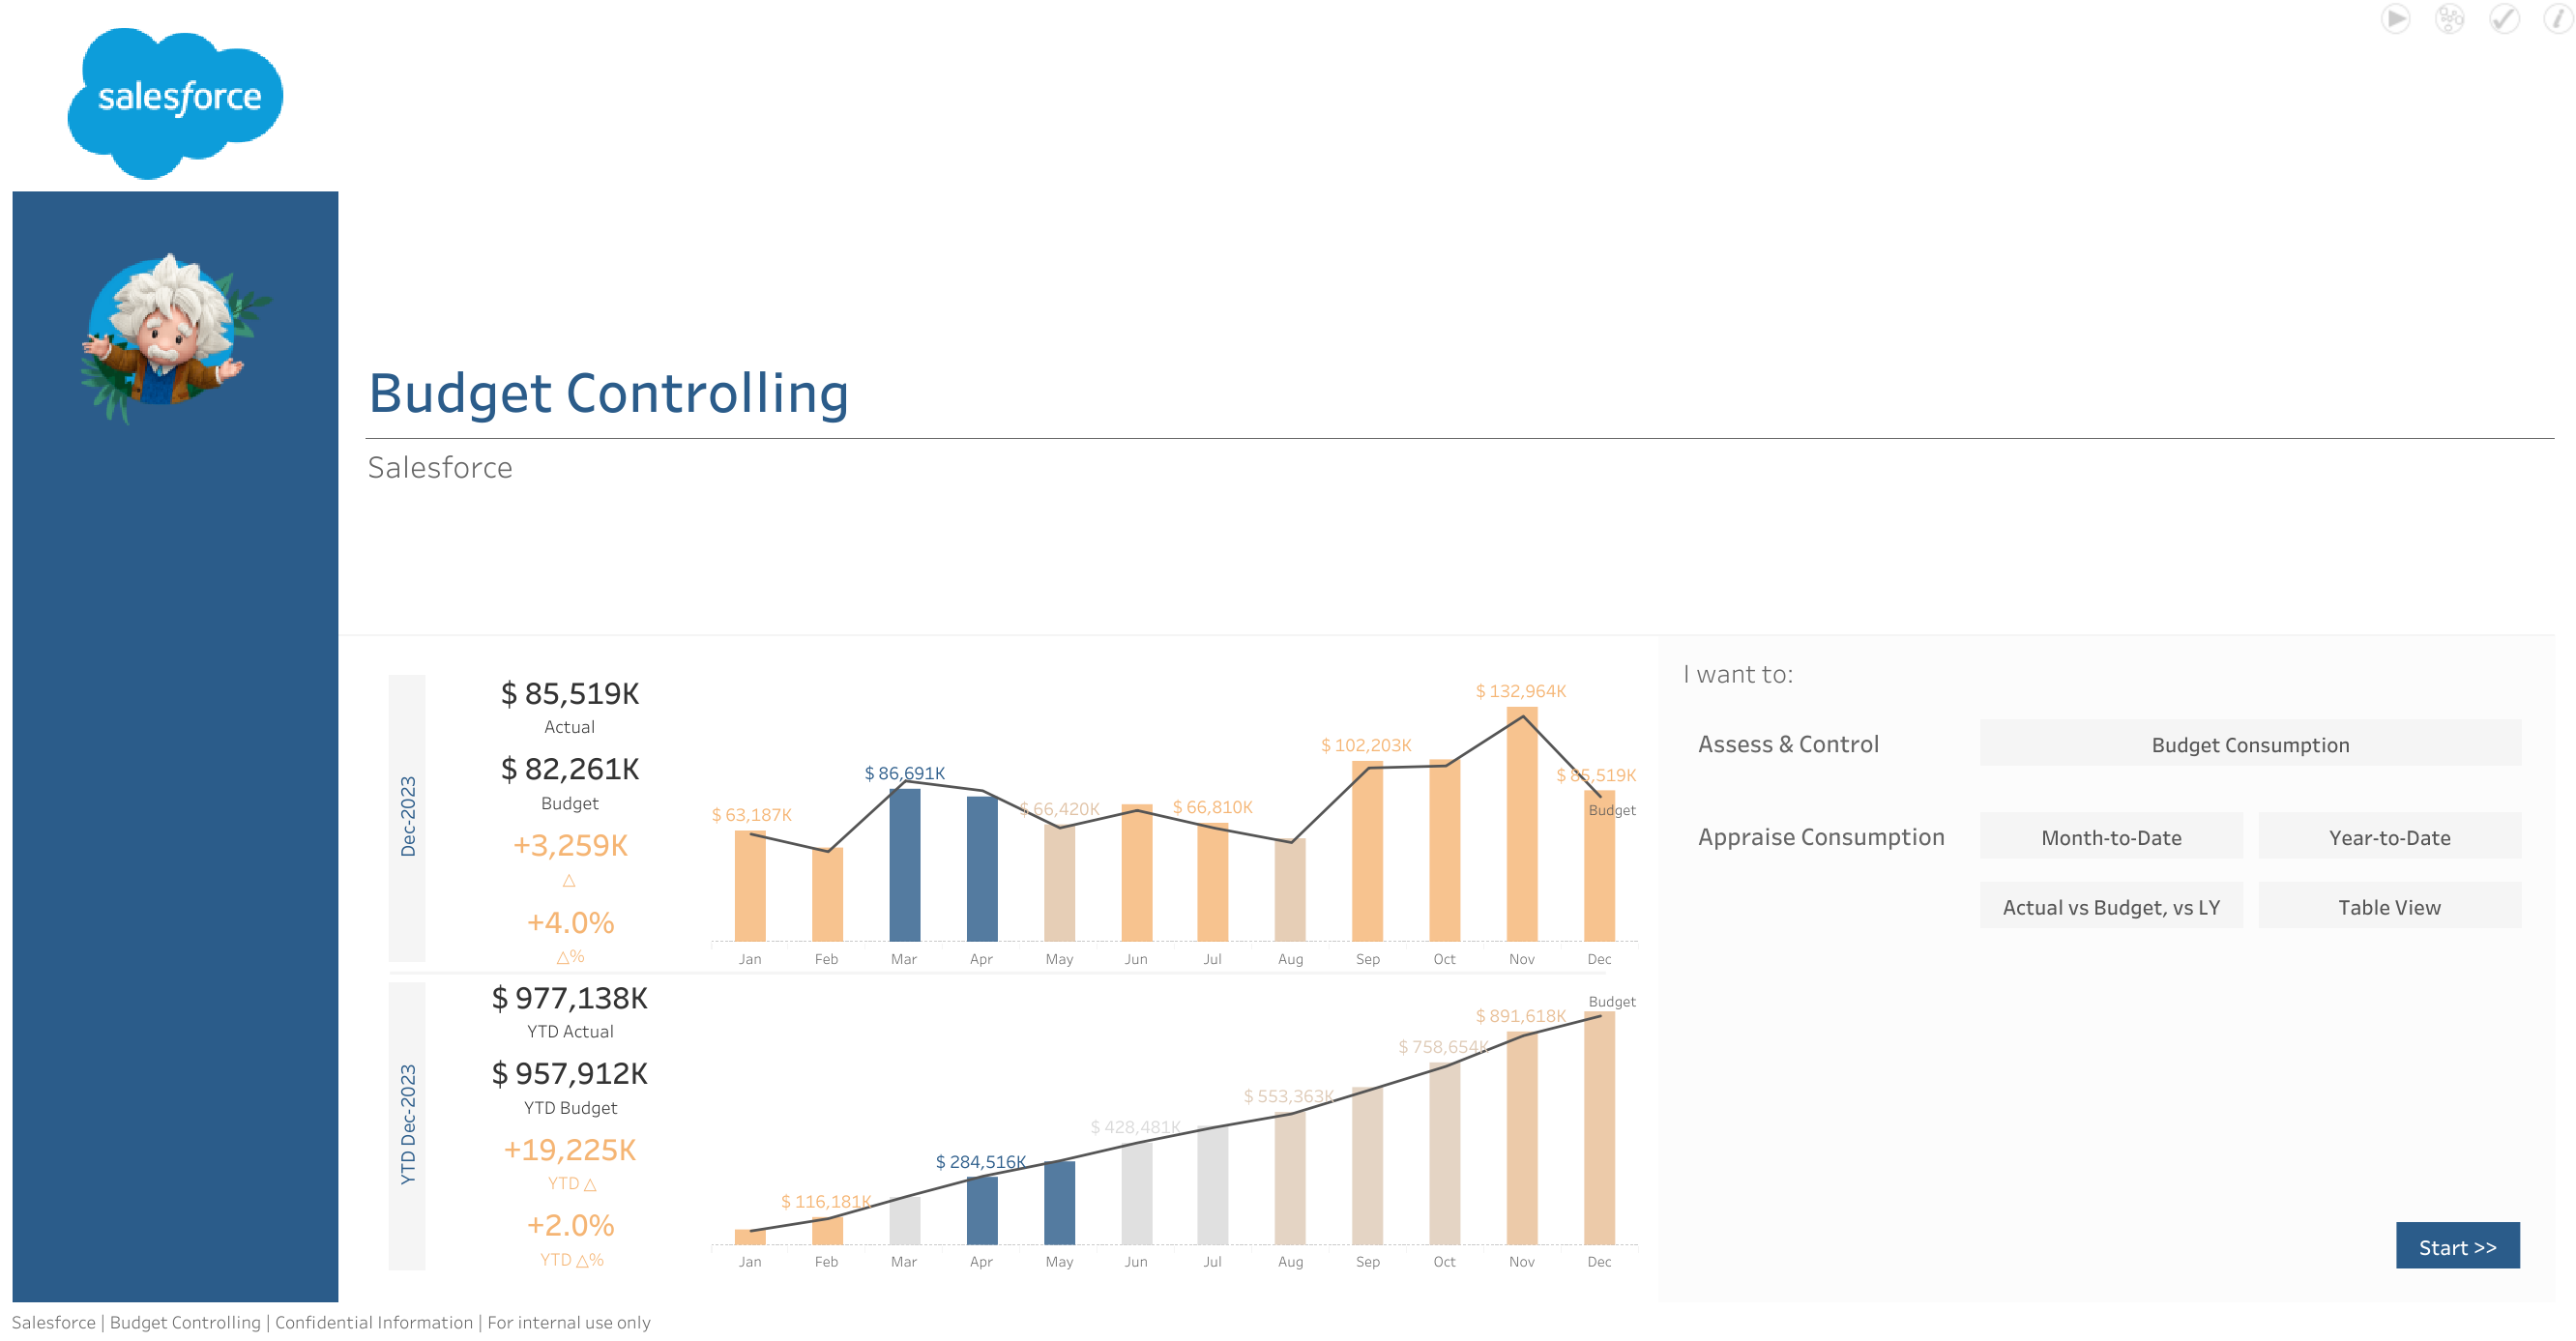 salesforce
Budget Controlling
Salesforce
Dec-2023
$ 85,519K
Actual
$ 82,261K
Budget
+3,259K
△
+4.0%
△%
$ 63,187K
$ 86,691K
$ 66,420K
$ 66,810K
$ 102,203K
$ 132,964K
$ 85,519K
Budget
Jan Feb Mar Apr May Jun Jul Aug Sep Oct Nov Dec
YTD Dec-2023
$ 977,138K
YTD Actual
$ 957,912K
YTD Budget
+19,225K
YTD △
+2.0%
YTD △%
$ 116,181K
$ 284,516K
$ 428,481K
$ 553,363K
$ 758,654K
$ 891,618K
Budget
Jan Feb Mar Apr May Jun Jul Aug Sep Oct Nov Dec
I want to:
Assess & Control
Budget Consumption
Appraise Consumption
Month-to-Date
Year-to-Date
Actual vs Budget, vs LY
Table View
Start >>
Salesforce | Budget Controlling | Confidential Information | For internal use only